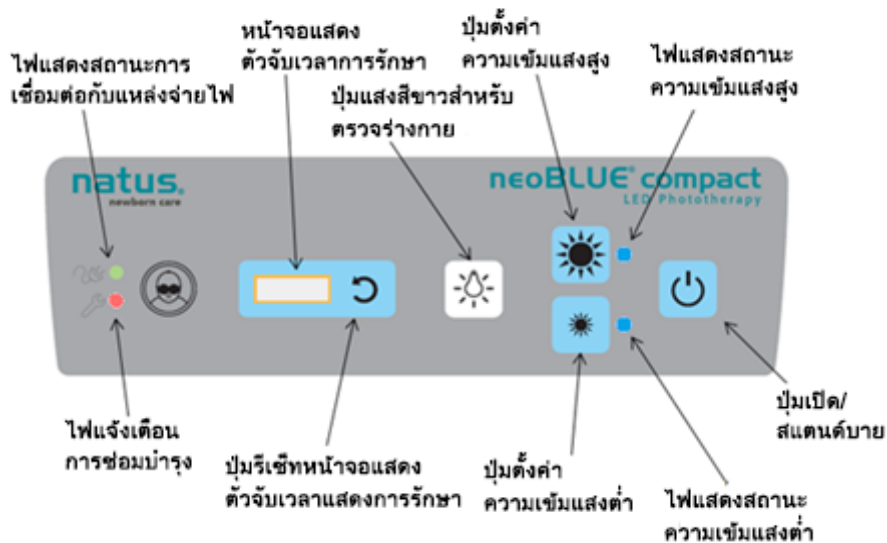 ไฟแสดงสถานะการ
เชื่อมต่อกับแหล่งจ่ายไฟ
หน้าจอแสดง
ตัวจับเวลาการรักษา
ปุ่มแสงสีขาวสำหรับ
ตรวจร่างกาย
ปุ่มตั้งค่า
ความเข้มแสงสูง
ไฟแสดงสถานะ
ความเข้มแสงสูง
natus.
newborn care
neoBLUE® compact
LED Phototherapy
ไฟแจ้งเตือน
การซ่อมบำรุง
ปุ่มรีเซ็ทหน้าจอแสดง
ตัวจับเวลาแสดงการรักษา
ปุ่มตั้งค่า
ความเข้มแสงต่ำ
ไฟแสดงสถานะ
ความเข้มแสงต่ำ
ปุ่มเปิด/
สแตนด์บาย